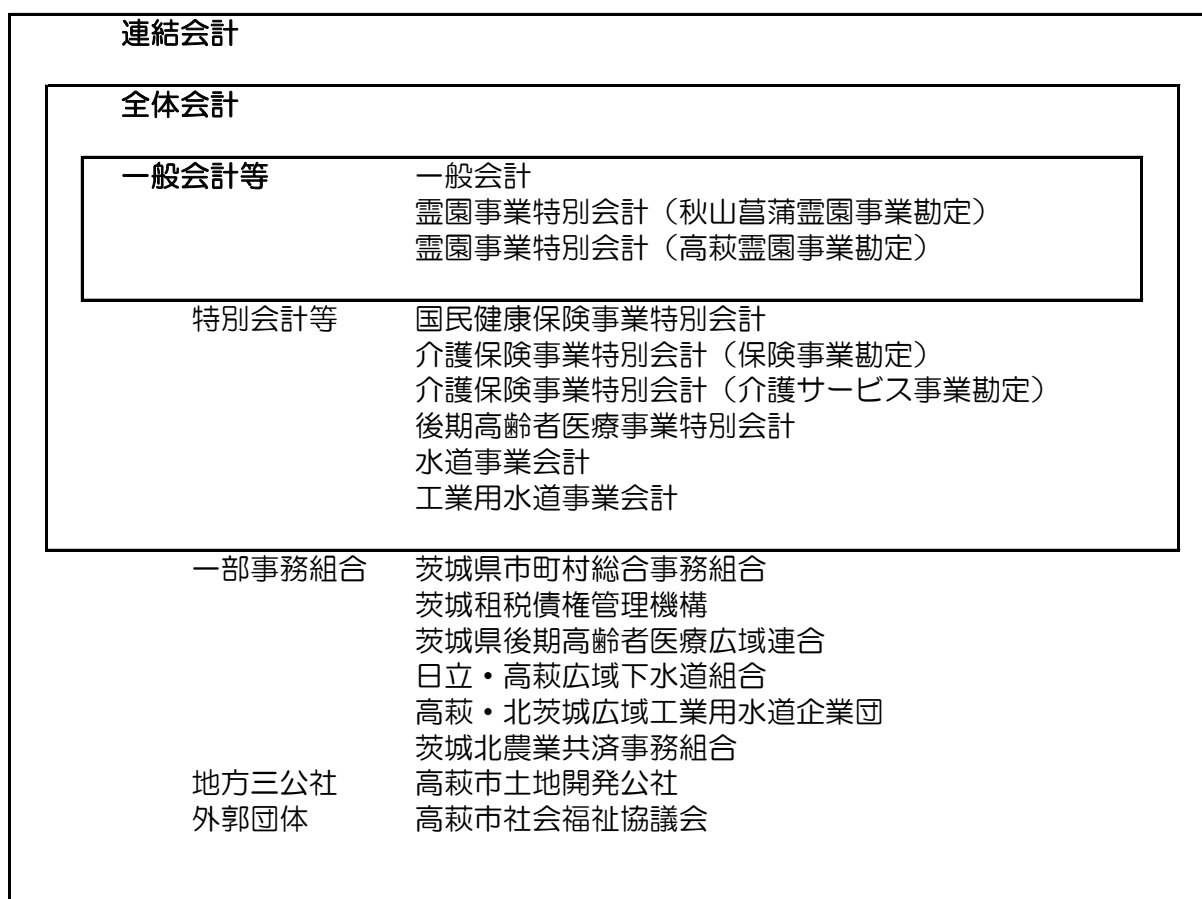 連結会計
全体会計
一般会計等 一般会計
霊園事業特別会計（秋山菖蒲霊園事業勘定）
霊園事業特別会計（高萩霊園事業勘定）
特別会計等 国民健康保険事業特別会計
介護保険事業特別会計（保険事業勘定）
介護保険事業特別会計（介護サービス事業勘定）
後期高齢者医療事業特別会計
水道事業会計
工業用水道事業会計
一部事務組合 茨城県市町村総合事務組合
茨城租税債権管理機構
茨城県後期高齢者医療広域連合
日立・高萩広域下水道組合
高萩・北茨城広域工業用水道企業団
茨城北農業共済事務組合
地方三公社 高萩市土地開発公社
外郭団体 高萩市社会福祉協議会